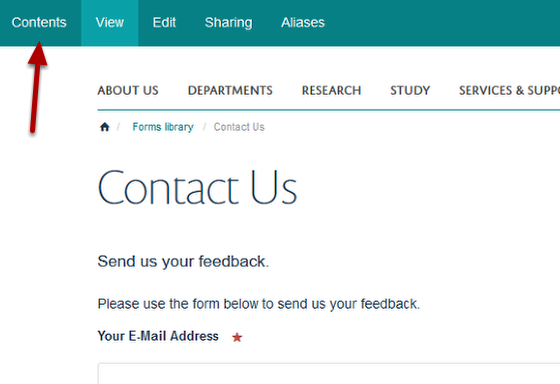 Contents View Edit Sharing Aliases
ABOUT US DEPARTMENTS RESEARCH STUDY SERVICES &
/ Forms library / Contact Us
Contact Us
Send us your feedback.
Please use the form below to send us your feedback.
Your E-Mail Address